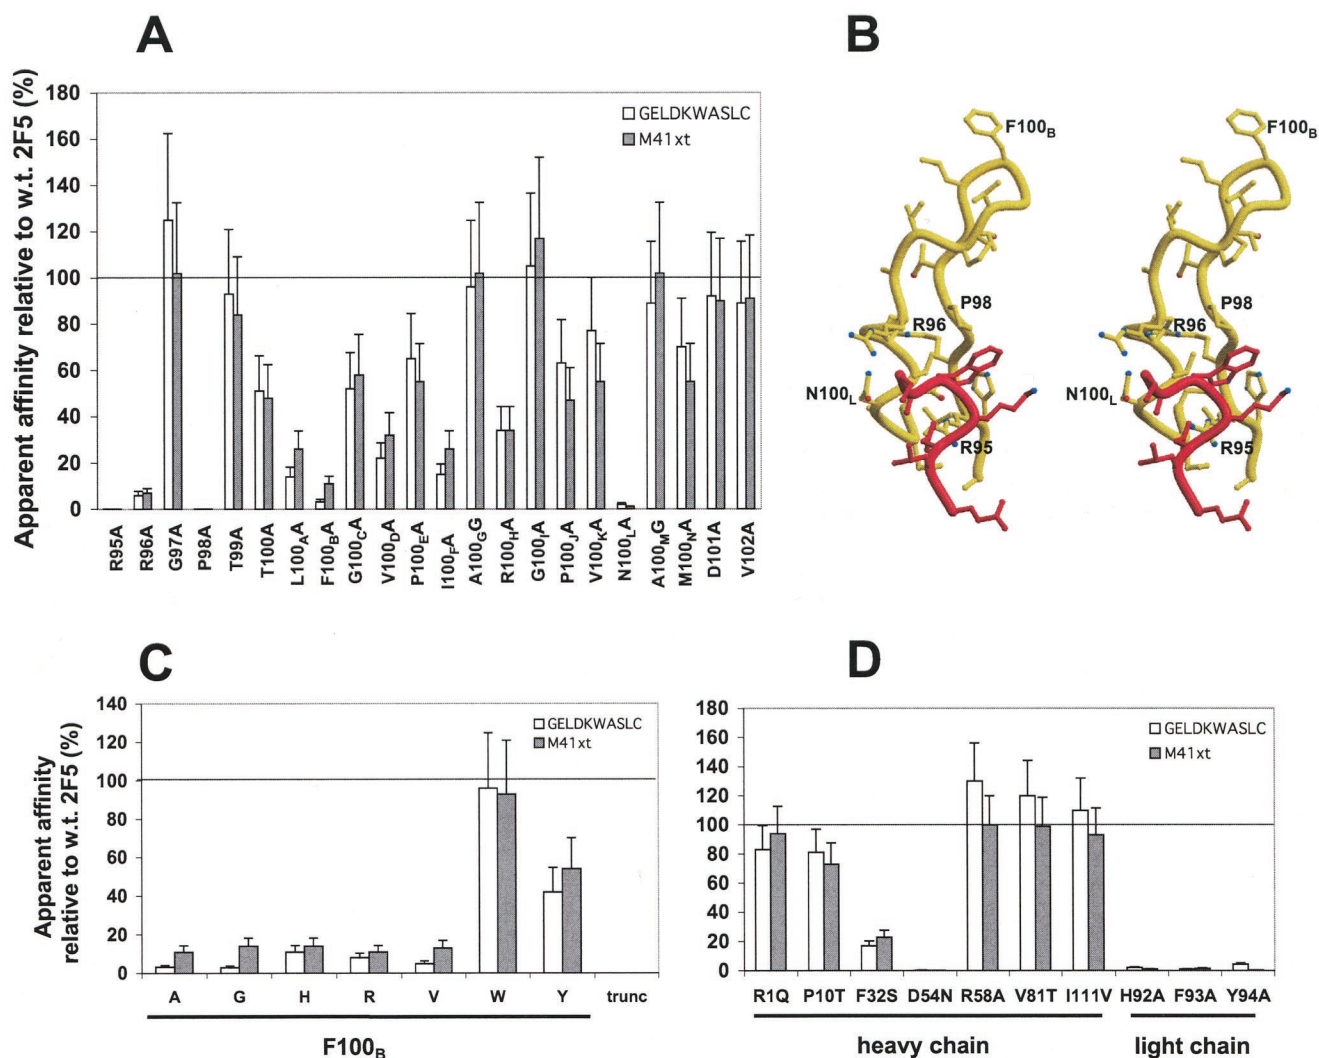 A
Apparent affinity relative to w.t. 2F5 (%)
180
160
140
120
100
80
60
40
20
0
GELDKWASLC
M41xt
R95A
R96A
G97A
P98A
T99A
T100A
L100AA
F100BA
G100CA
V100DA
P100EA
I100FA
A100GG
R100HA
G100IA
P100JA
V100KA
N100LA
A100MG
M100NA
D101A
V102A
B
F100B
P98
R96
N100L
R95
F100B
P98
R96
N100L
R95
C
Apparent affinity
relative to w.t. 2F5 (%)
140
120
100
80
60
40
20
0
GELDKWASLC
M41xt
A G H R V W Y trunc
F100B
D
180
160
140
120
100
80
60
40
20
0
GELDKWASLC
M41xt
R1Q P10T F32S D54N R58A V81T I111V H92A F93A Y94A
heavy chain light chain